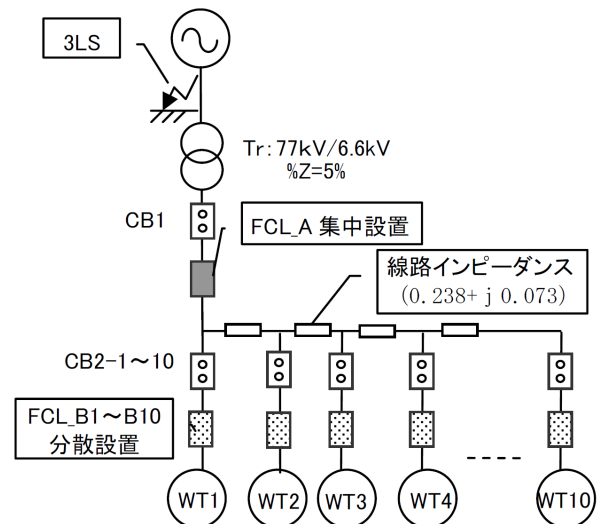 3LS
Tr:77kV/6.6kV
%Z=5%
CB1
FCL_A 集中設置
線路インピーダンス
(0.238+ j 0.073)
CB2-1～10
FCL_B1～B10
分散設置
WT1
WT2
WT3
WT4
WT10